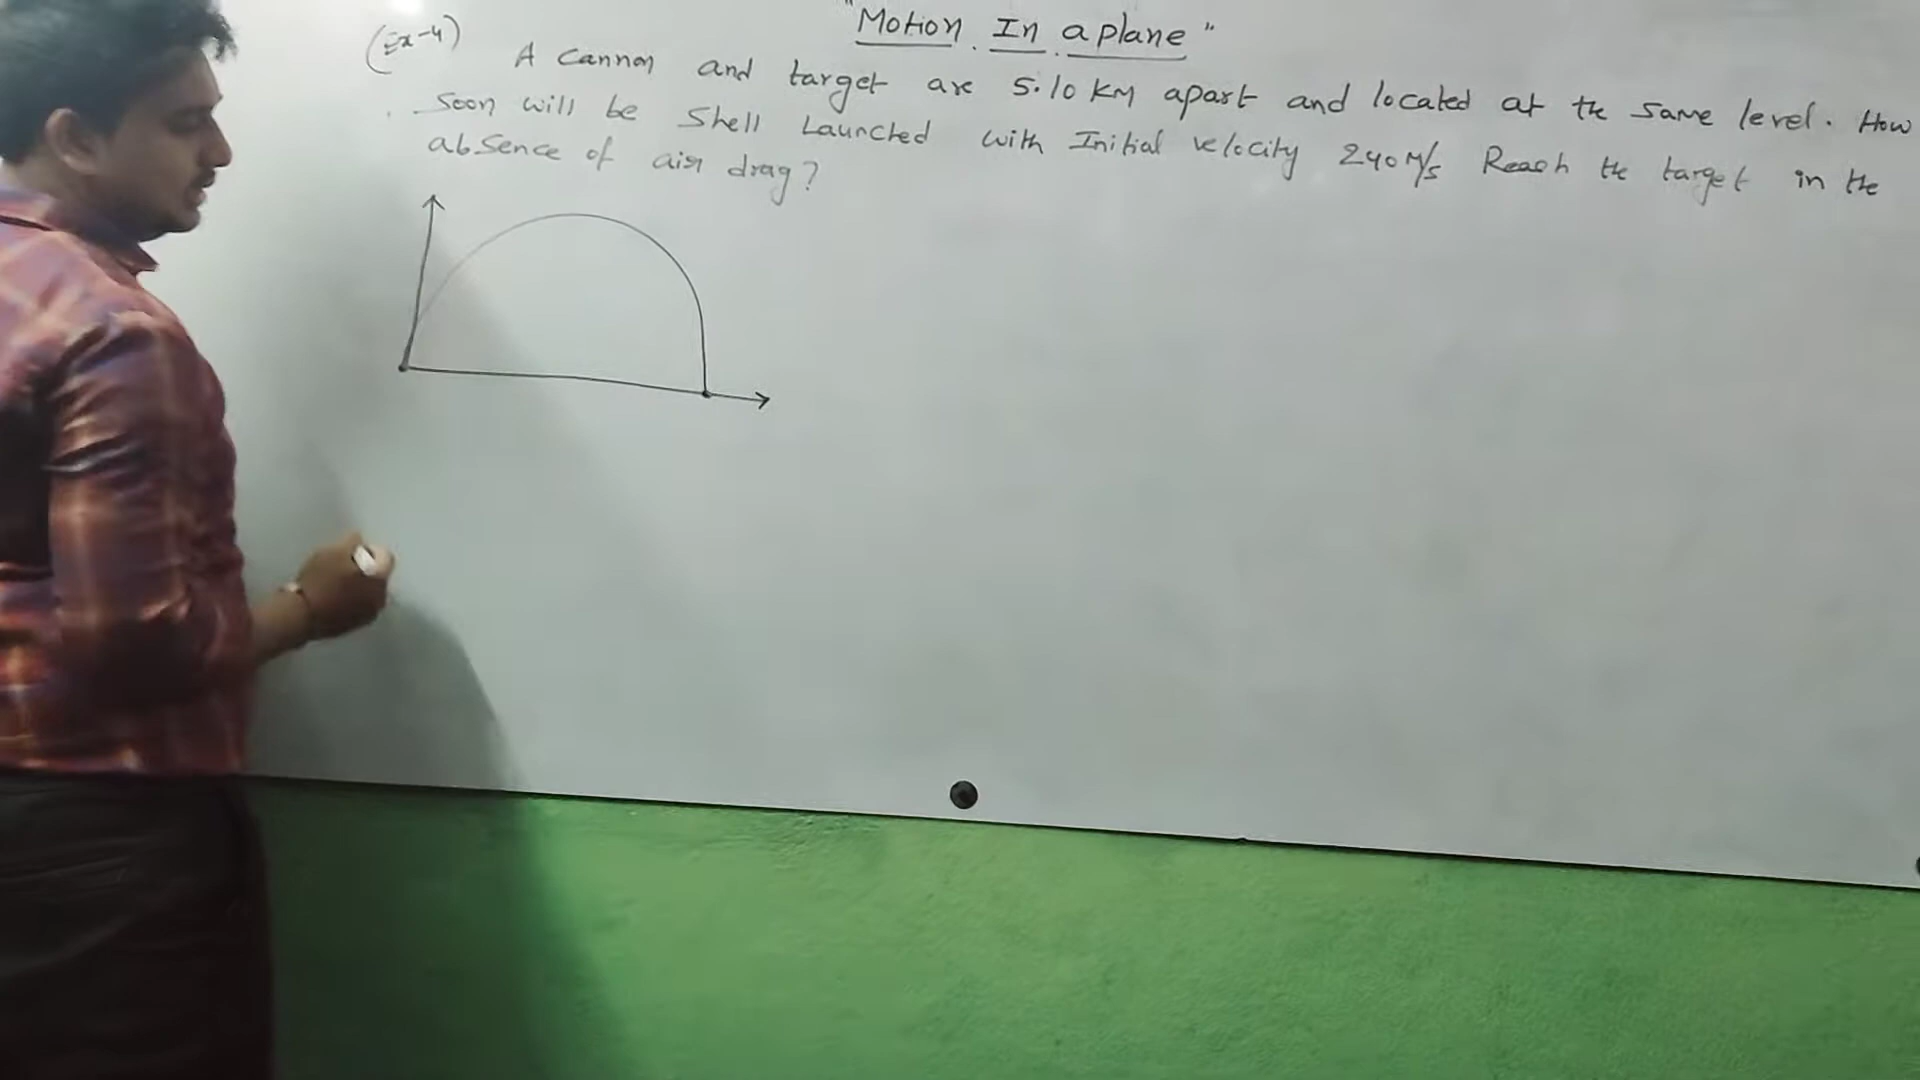 "Motion In a plane"
(Ex-4) A cannon and target are 5.10 KM apart and located at the same level. How
soon will be shell Launched with Initial velocity 240 M/s Reach the target in the
absence of air drag?